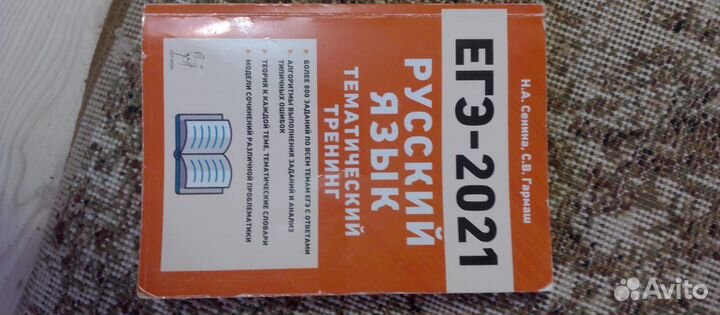 Н.А. Сенина, С.В. Гармаш
ЕГЭ-2021
РУССКИЙ
ЯЗЫК
ТЕМАТИЧЕСКИЙ
ТРЕНИНГ
БОЛЕЕ 800 ЗАДАНИЙ ПО ВСЕМ ТЕМАМ ЕГЭ С ОТВЕТАМИ
АЛГОРИТМЫ ВЫПОЛНЕНИЯ ЗАДАНИЙ И АНАЛИЗ
ТИПИЧНЫХ ОШИБОК
ТЕОРИЯ К КАЖДОЙ ТЕМЕ, ТЕМАТИЧЕСКИЕ СЛОВАРИ
МОДЕЛИ СОЧИНЕНИЙ РАЗЛИЧНОЙ ПРОБЛЕМАТИКИ
ЛЕГИОН
Avito